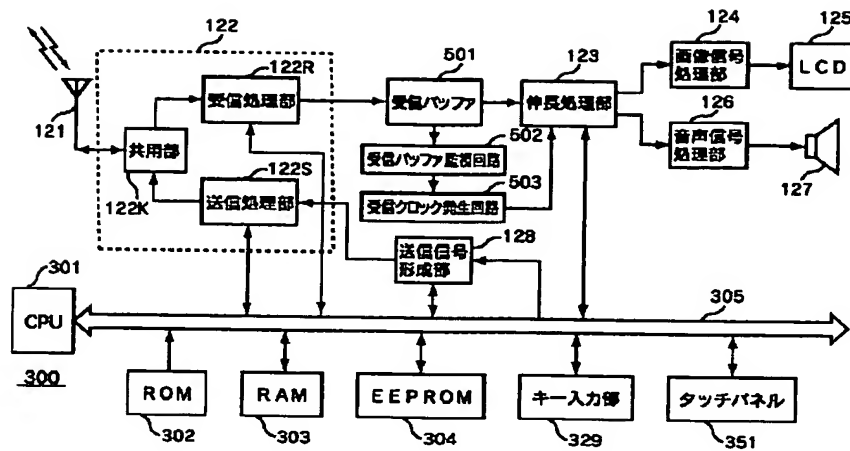 122
124
125
122R
501
123
画像信号
処理部
LCD
受信処理部
受信バッファ
伸長処理部
121
126
502
音声信号
処理部
共用部
受信バッファ監視回路
122S
503
127
122K
送信処理部
受信クロック発生回路
128
送信信号
形成部
301
CPU
305
300
ROM
RAM
EEPROM
キー入力部
タッチパネル
302
303
304
329
351